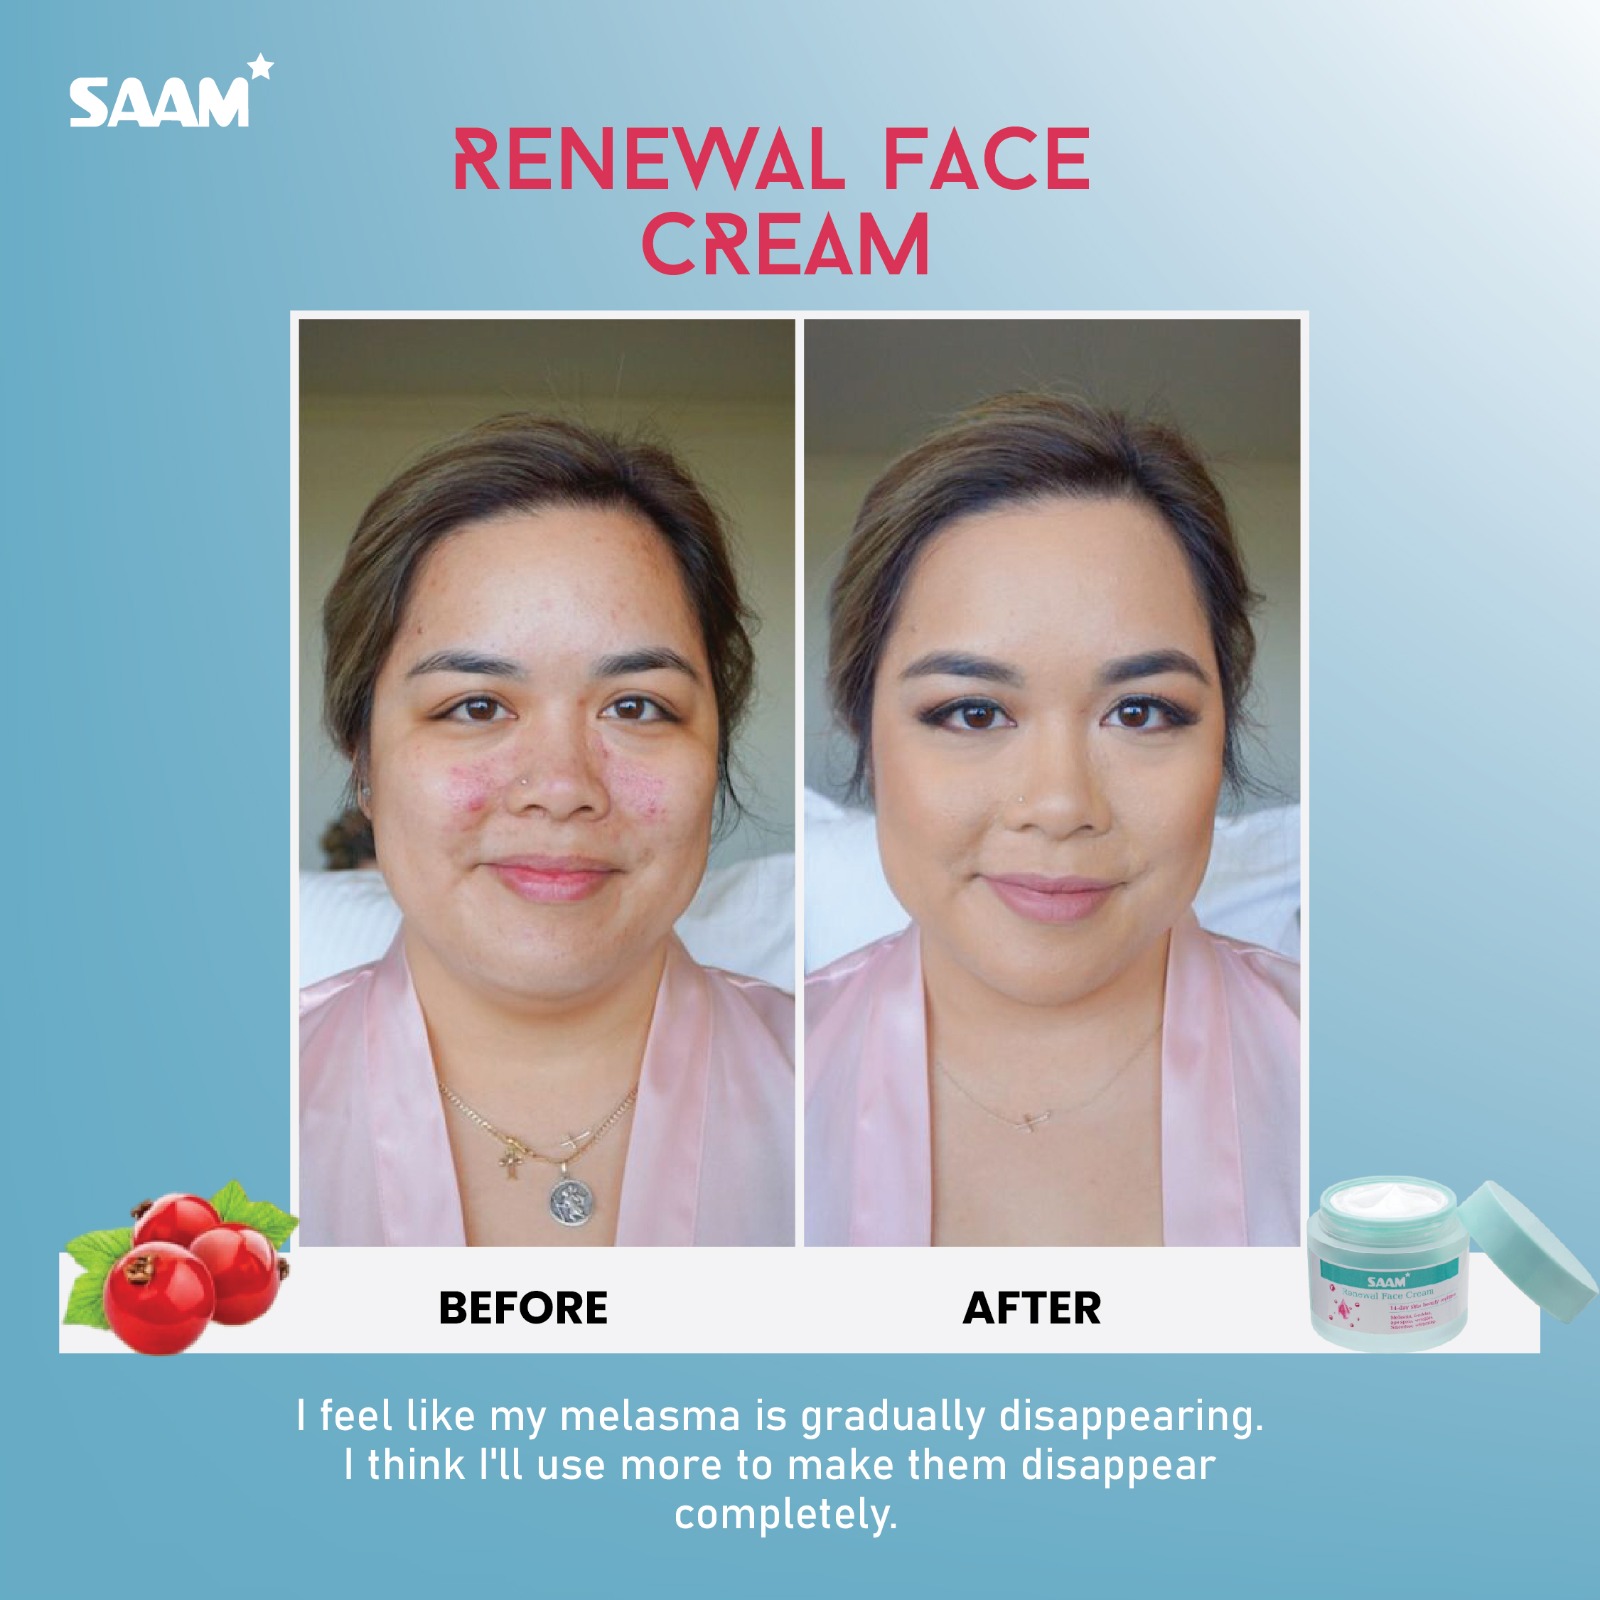 SAAM
RENEWAL FACE
CREAM
BEFORE
AFTER
SAAM
Renewal Face Cream
I feel like my melasma is gradually disappearing.
I think I'll use more to make them disappear
completely.